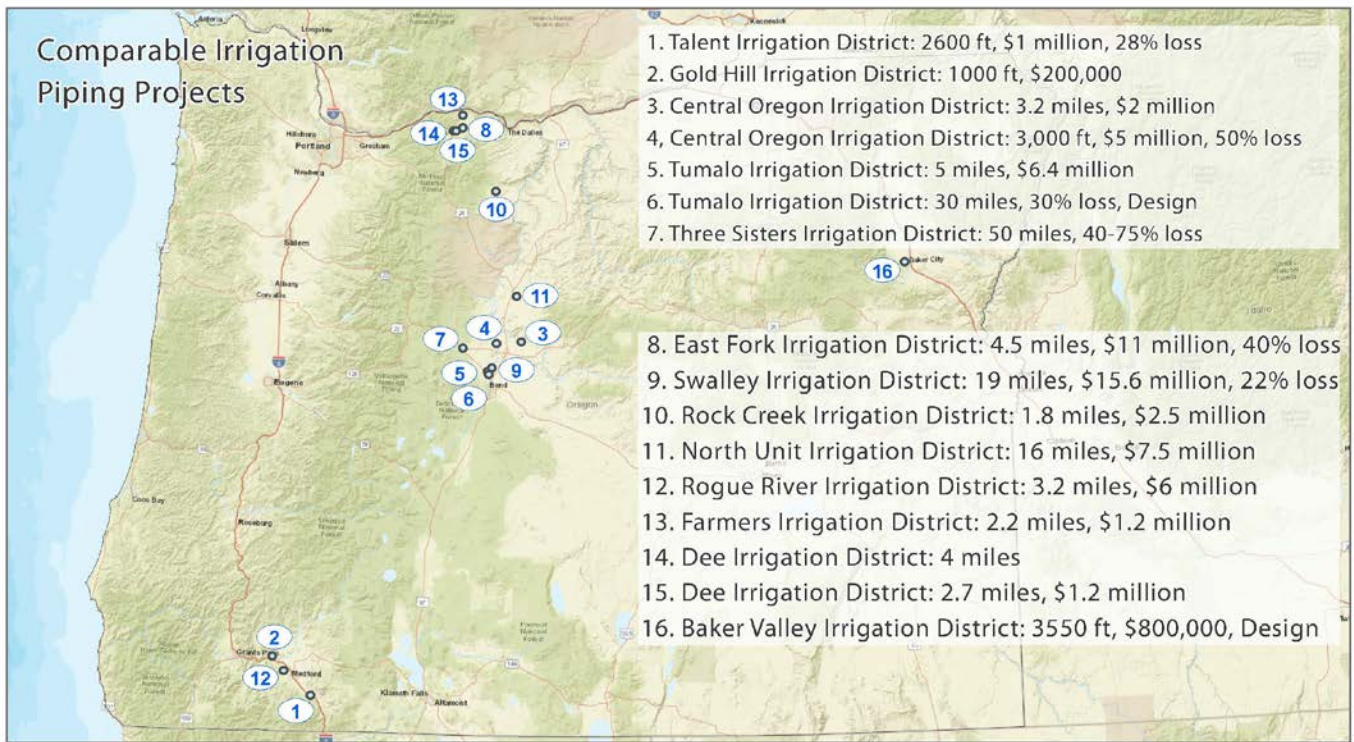 Comparable Irrigation
Piping Projects
1. Talent Irrigation District: 2600 ft, $1 million, 28% loss
2. Gold Hill Irrigation District: 1000 ft, $200,000
3. Central Oregon Irrigation District: 3.2 miles, $2 million
4, Central Oregon Irrigation District: 3,000 ft, $5 million, 50% loss
5. Tumalo Irrigation District: 5 miles, $6.4 million
6. Tumalo Irrigation District: 30 miles, 30% loss, Design
7. Three Sisters Irrigation District: 50 miles, 40-75% loss
8. East Fork Irrigation District: 4.5 miles, $11 million, 40% loss
9. Swalley Irrigation District: 19 miles, $15.6 million, 22% loss
10. Rock Creek Irrigation District: 1.8 miles, $2.5 million
11. North Unit Irrigation District: 16 miles, $7.5 million
12. Rogue River Irrigation District: 3.2 miles, $6 million
13. Farmers Irrigation District: 2.2 miles, $1.2 million
14. Dee Irrigation District: 4 miles
15. Dee Irrigation District: 2.7 miles, $1.2 million
16. Baker Valley Irrigation District: 3550 ft, $800,000, Design
Astoria
Longview
13
Hillsboro
14
8
The Dalles
Portland
Gresham
15
Newberg
10
Salem
16
Baker City
Albany
Corvallis
11
7
4
3
5
9
Eugene
Bend
6
Oregon
Coos Bay
Roseburg
2
Grants Pass
12
Medford
Klamath Falls
Altamont
1